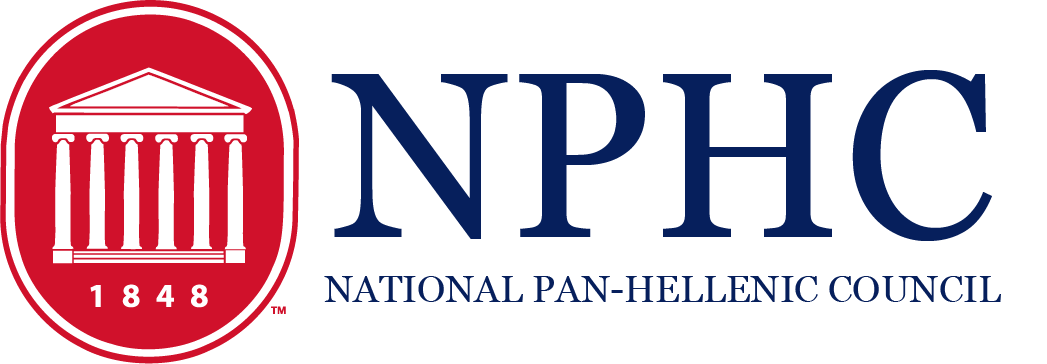 NPHC
NATIONAL PAN-HELLENIC COUNCIL
1848
TM